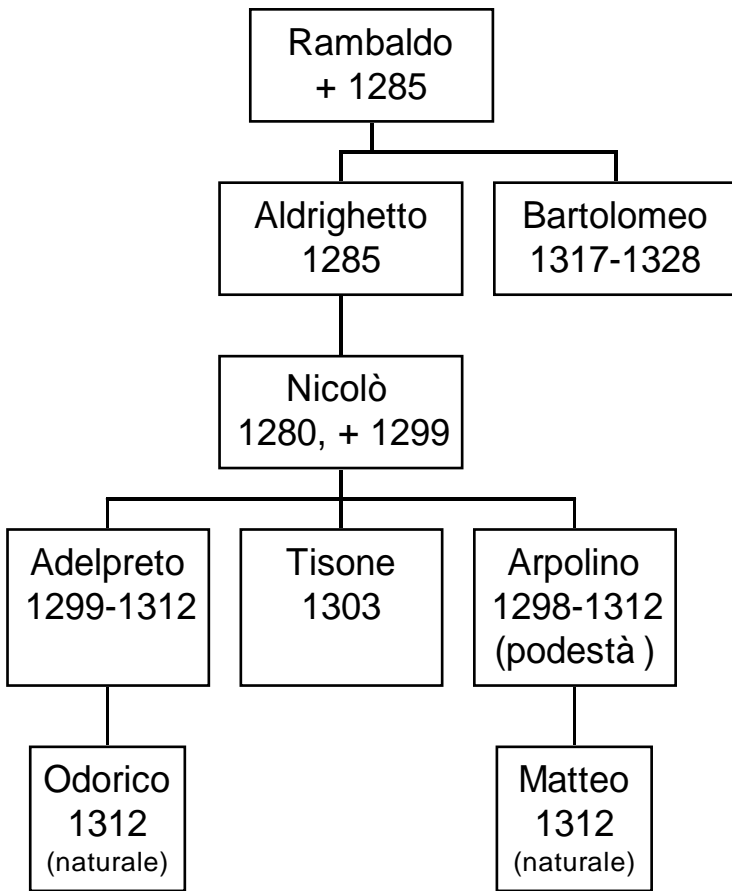 Rambaldo
+ 1285
Aldrighetto
1285
Bartolomeo
1317-1328
Nicolò
1280, + 1299
Adelpreto
1299-1312
Tisone
1303
Arpolino
1298-1312
(podestà )
Odorico
1312
(naturale)
Matteo
1312
(naturale)